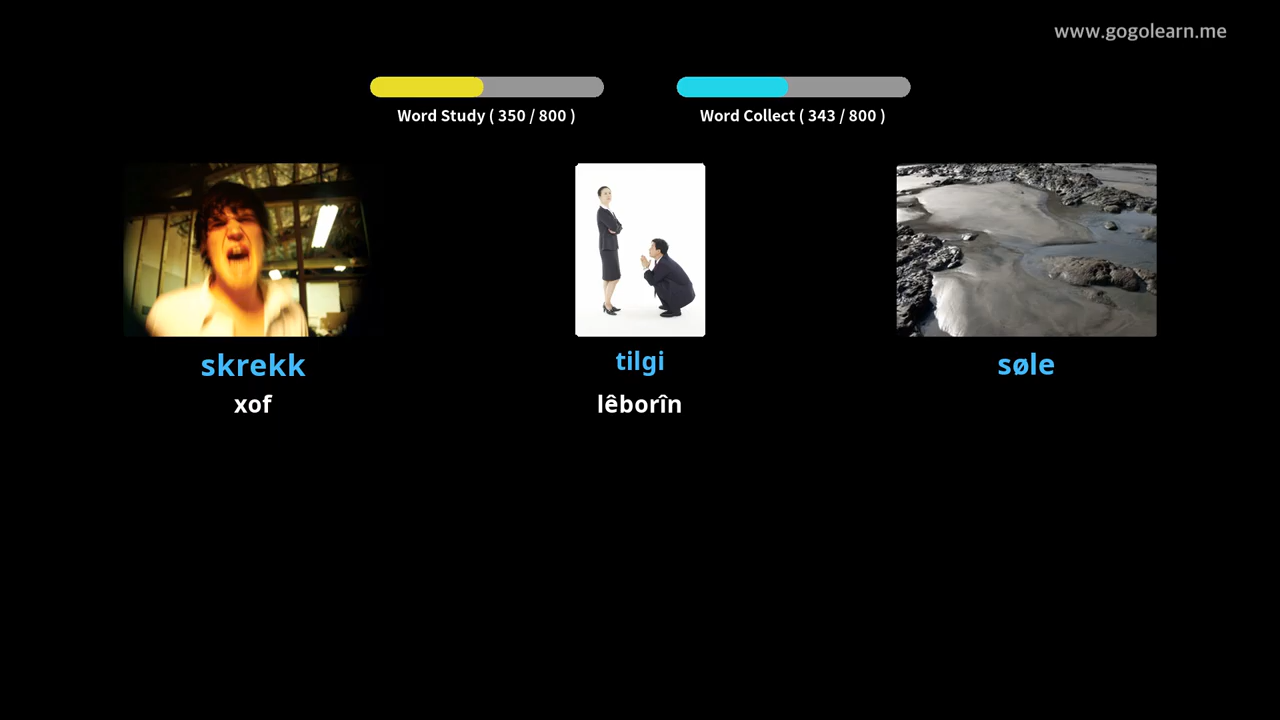 www.gogolearn.me
Word Study ( 350 / 800 )
Word Collect ( 343 / 800 )
skrekk
tilgi
søle
xof
lêborîn